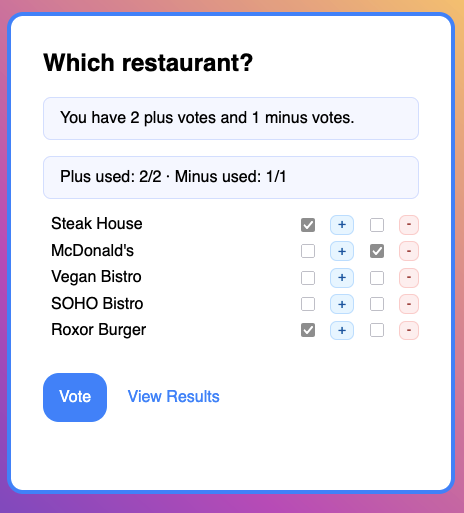 Which restaurant?
You have 2 plus votes and 1 minus votes.
Plus used: 2/2 · Minus used: 1/1
Steak House + -
McDonald's + -
Vegan Bistro + -
SOHO Bistro + -
Roxor Burger + -
Vote View Results